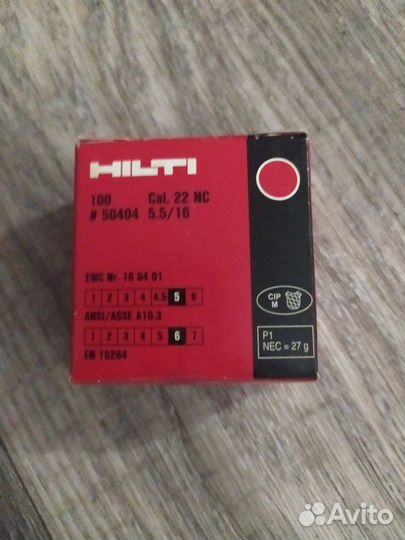 HILTI
100 Cal. 22 NC
# 50404 5.5/16
EWC Nr. 16 04 01
1 2 3 4 4.5 5 6
ANSI/ASSE A10.3
1 2 3 4 5 6 7
EN 16264
CIP
M
P1
NEC = 27 g
Avito